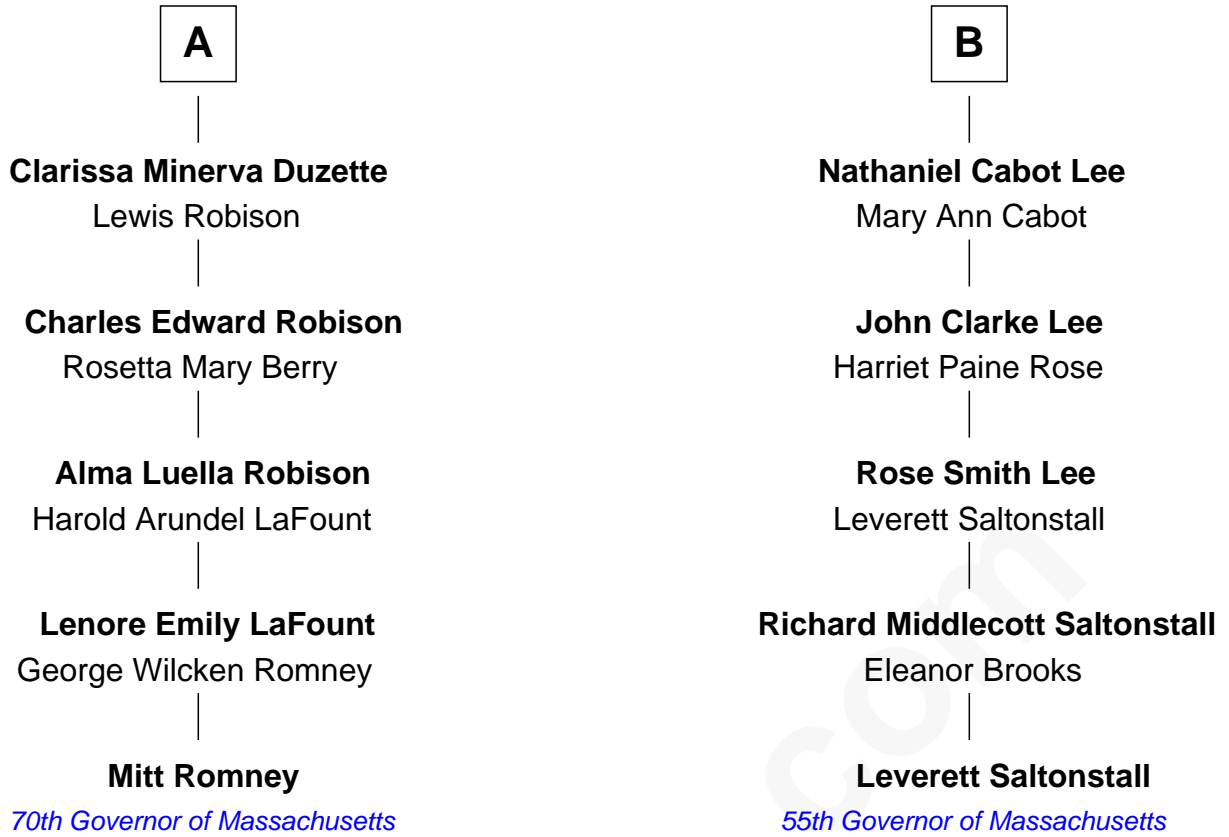 A
Clarissa Minerva Duzette
Lewis Robison
Charles Edward Robison
Rosetta Mary Berry
Alma Luella Robison
Harold Arundel LaFount
Lenore Emily LaFount
George Wilcken Romney
Mitt Romney
70th Governor of Massachusetts
B
Nathaniel Cabot Lee
Mary Ann Cabot
John Clarke Lee
Harriet Paine Rose
Rose Smith Lee
Leverett Saltonstall
Richard Middlecott Saltonstall
Eleanor Brooks
Leverett Saltonstall
55th Governor of Massachusetts
com